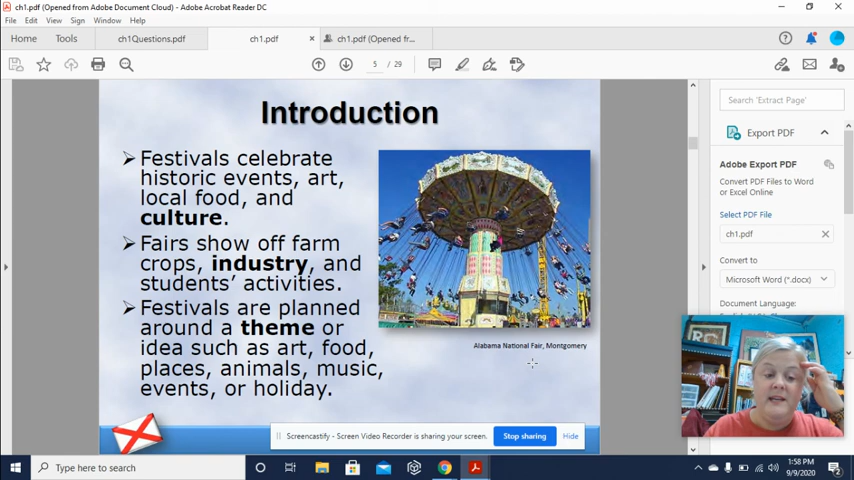 ch1.pdf (Opened from Adobe Document Cloud) - Adobe Acrobat Reader DC
File Edit View Sign Window Help
Home Tools ch1Questions.pdf ch1.pdf × ch1.pdf (Opened fr...
5 / 29
Introduction
Festivals celebrate
historic events, art,
local food, and
culture.
Fairs show off farm
crops, industry, and
students' activities.
Festivals are planned
around a theme or
idea such as art, food,
places, animals, music,
events, or holiday.
Alabama National Fair, Montgomery
Search 'Extract Page'
Export PDF
Adobe Export PDF
Convert PDF Files to Word
or Excel Online
Select PDF File
ch1.pdf
Convert to
Microsoft Word (*.docx)
Document Language:
Screencastify - Screen Video Recorder is sharing your screen.
Stop sharing
Hide
Type here to search
1:58 PM
9/9/2020
2